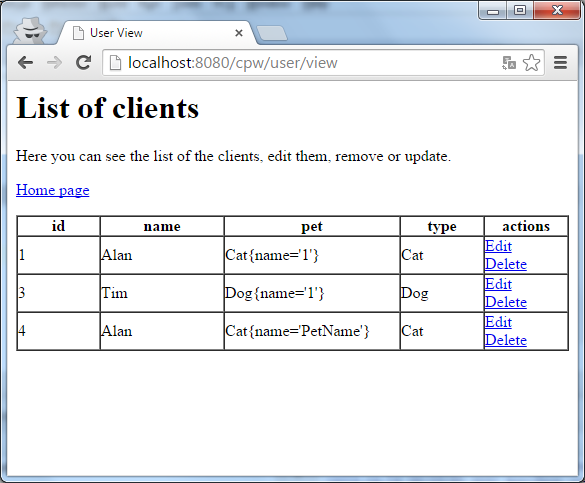 User View
localhost:8080/cpw/user/view
List of clients
Here you can see the list of the clients, edit them, remove or update.
Home page
id name pet type actions
1 Alan Cat{name='1'} Cat Edit
Delete
3 Tim Dog{name='1'} Dog Edit
Delete
4 Alan Cat{name='PetName'} Cat Edit
Delete